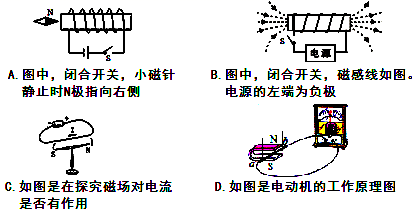 N
S
S
电源
A.图中，闭合开关，小磁针
静止时N极指向右侧
B.图中，闭合开关，磁感线如图。
电源的左端为负极
I
S N
N
S
C.如图是在探究磁场对电流
是否有作用
D.如图是电动机的工作原理图